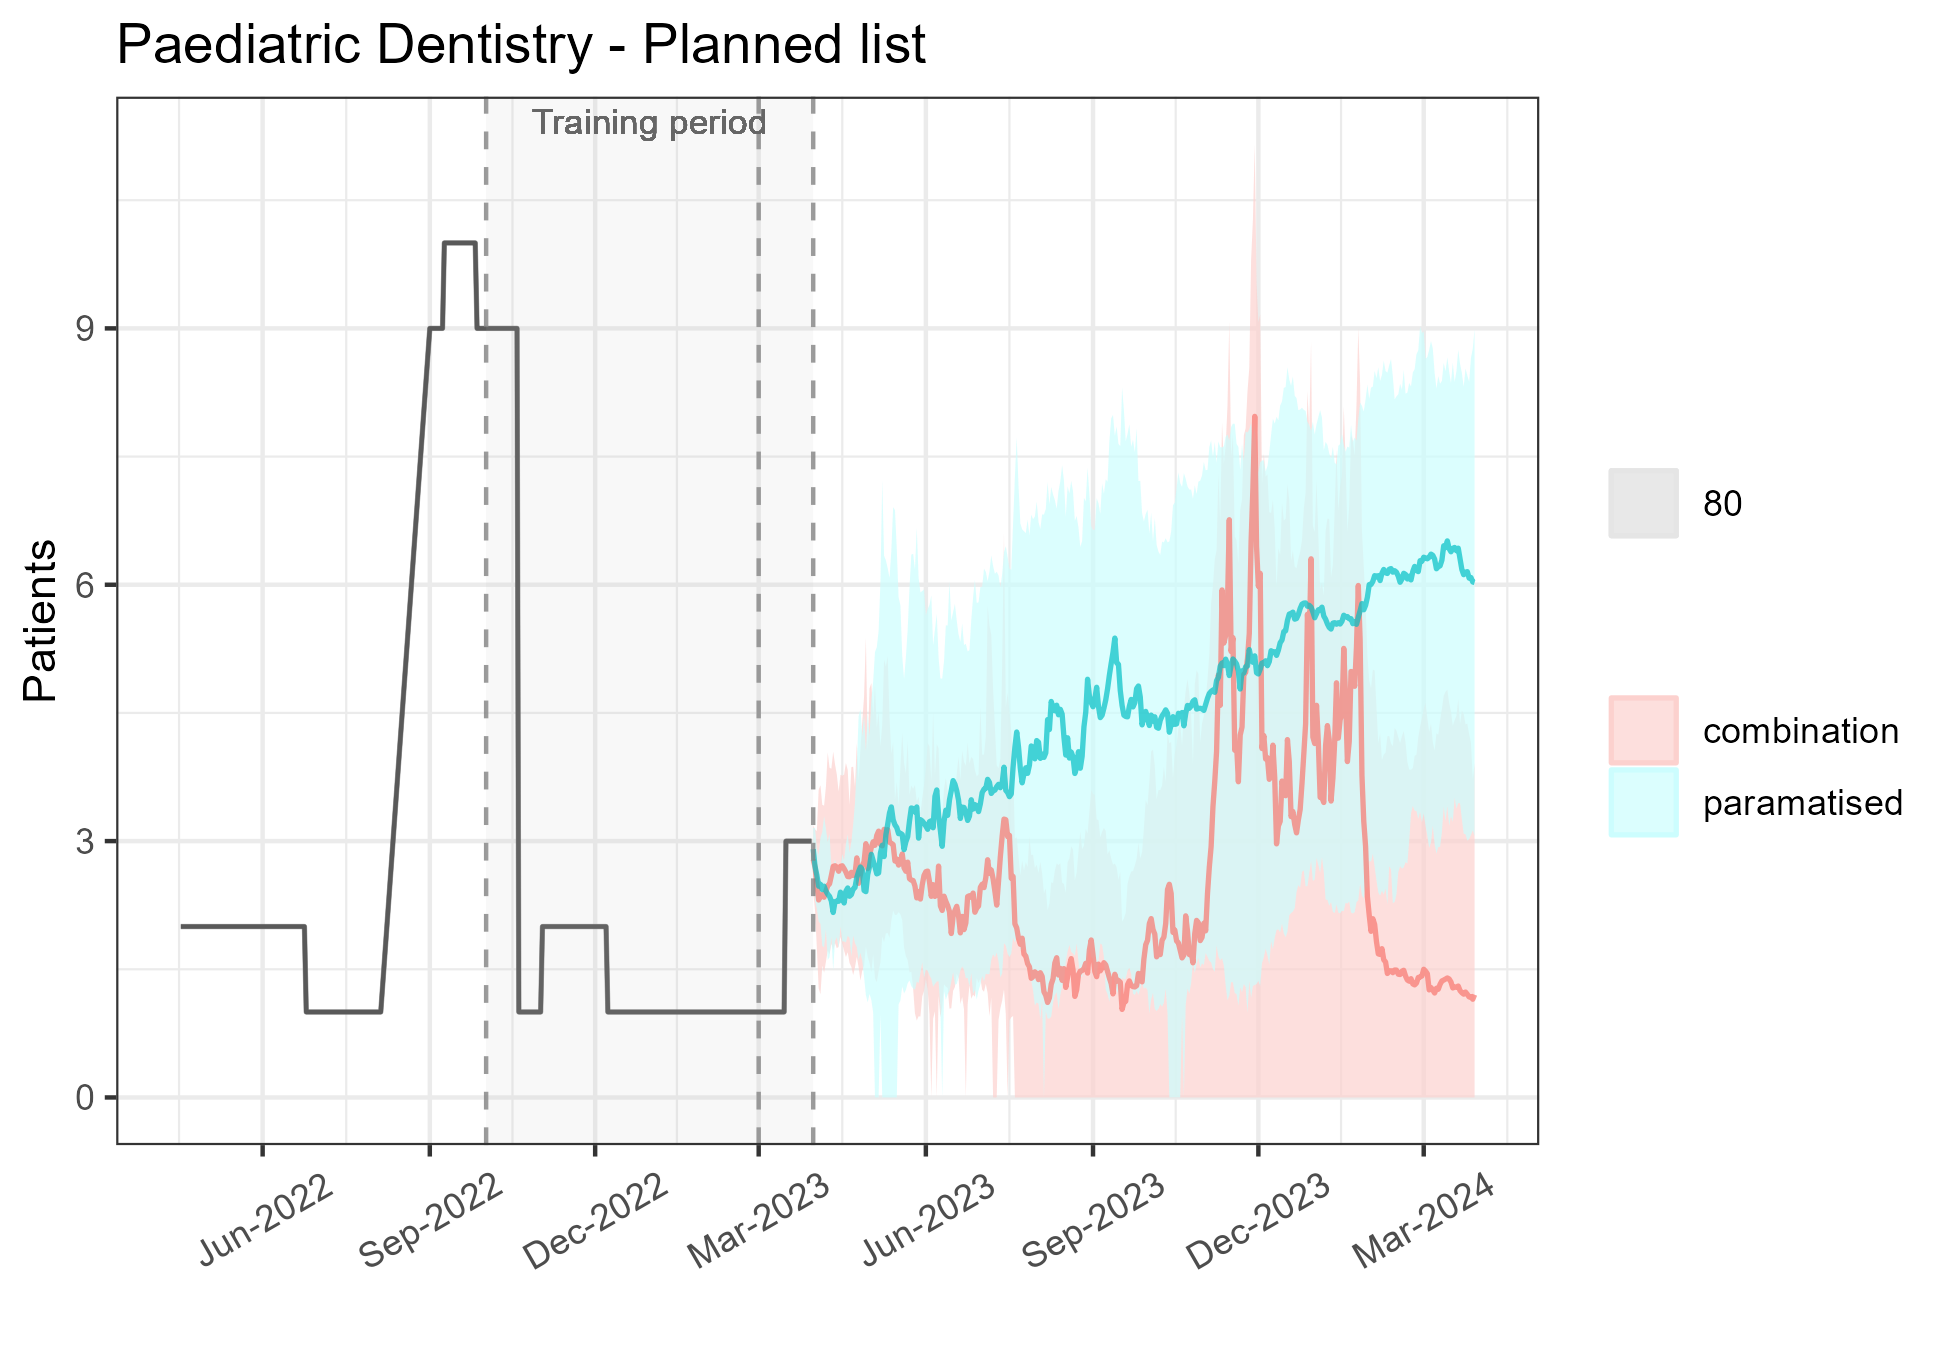 Paediatric Dentistry - Planned list
Training period
Patients
9
6
3
0
Jun-2022
Sep-2022
Dec-2022
Mar-2023
Jun-2023
Sep-2023
Dec-2023
Mar-2024
80
combination
paramatised